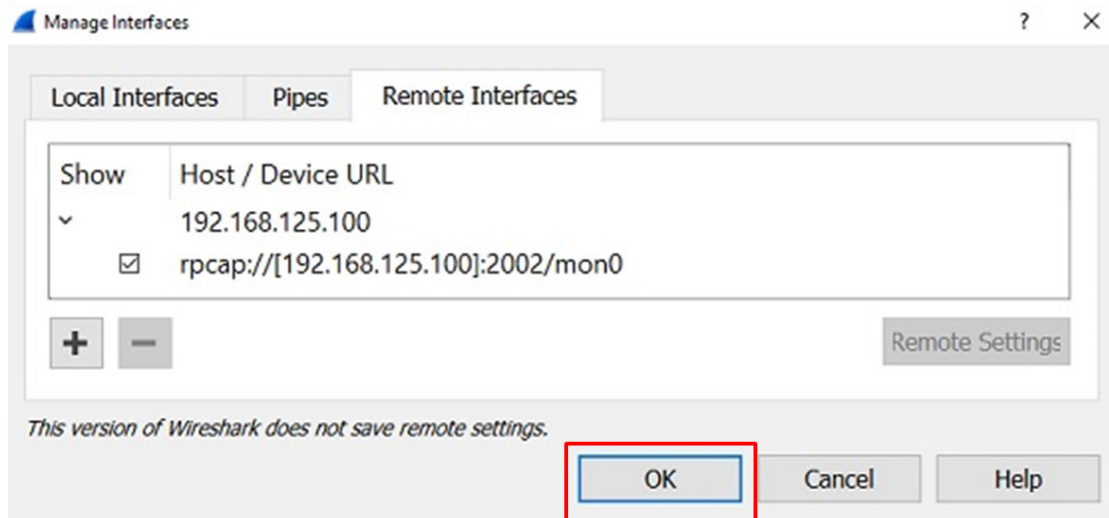 Manage Interfaces ? ×
Local Interfaces Pipes Remote Interfaces
Show Host / Device URL
192.168.125.100
rpcap://[192.168.125.100]:2002/mon0
+ − Remote Settings
This version of Wireshark does not save remote settings.
OK Cancel Help